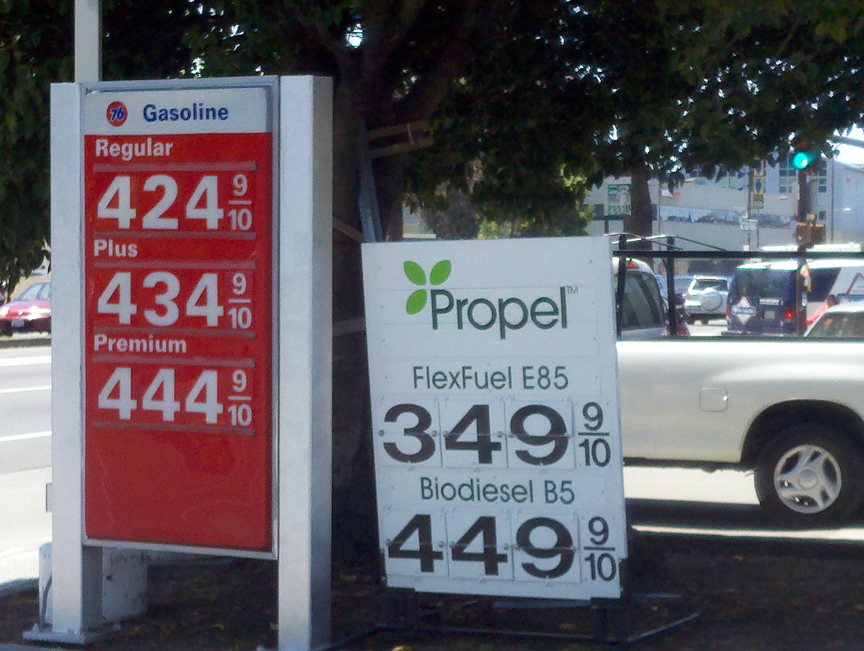 76 Gasoline
Regular
424 9/10
Plus
434 9/10
Premium
444 9/10
Propel™
FlexFuel E85
349 9/10
Biodiesel B5
449 9/10